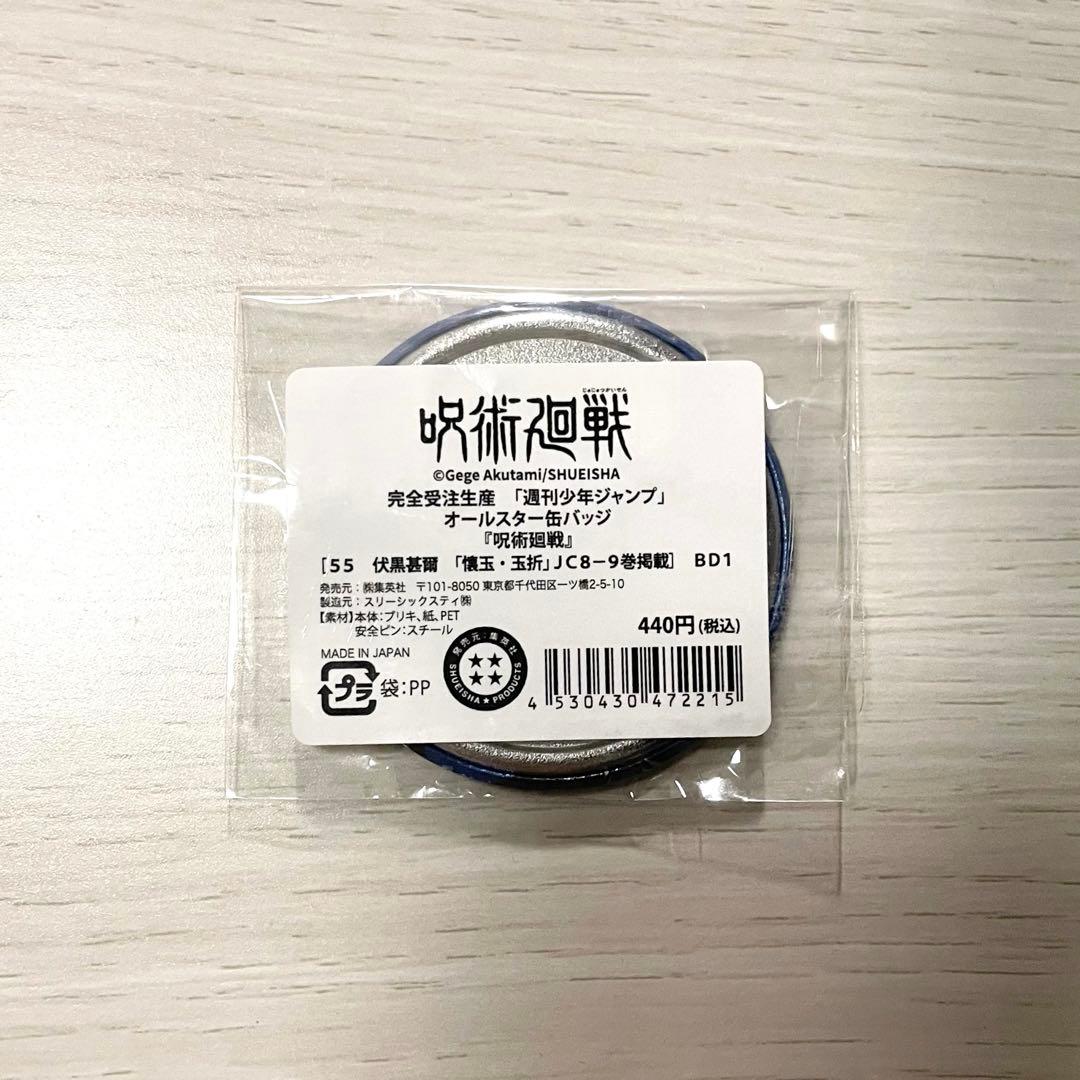 じゅじゅつかいせん
呪術廻戦
©Gege Akutami/SHUEISHA
完全受注生産 「週刊少年ジャンプ」
オールスター缶バッジ
『呪術廻戦』
[55 伏黒甚爾 「懐玉・玉折」JC8−9巻掲載] BD1
発売元:㈱集英社 〒101-8050 東京都千代田区一ツ橋2-5-10
製造元:スリーシックスティ㈱
【素材】本体:ブリキ、紙、PET
安全ピン:スチール
440円(税込)
MADE IN JAPAN
プラ 袋:PP
発売元:集英社
SHUEISHA★PRODUCTS
4 530430 472215